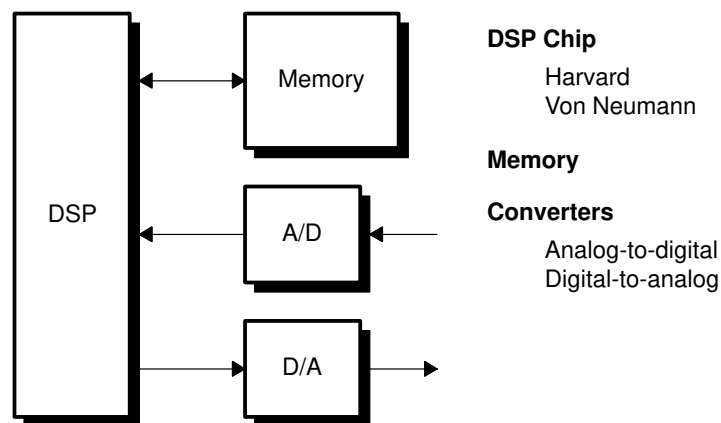 DSP
Memory
A/D
D/A
DSP Chip
Harvard
Von Neumann
Memory
Converters
Analog-to-digital
Digital-to-analog